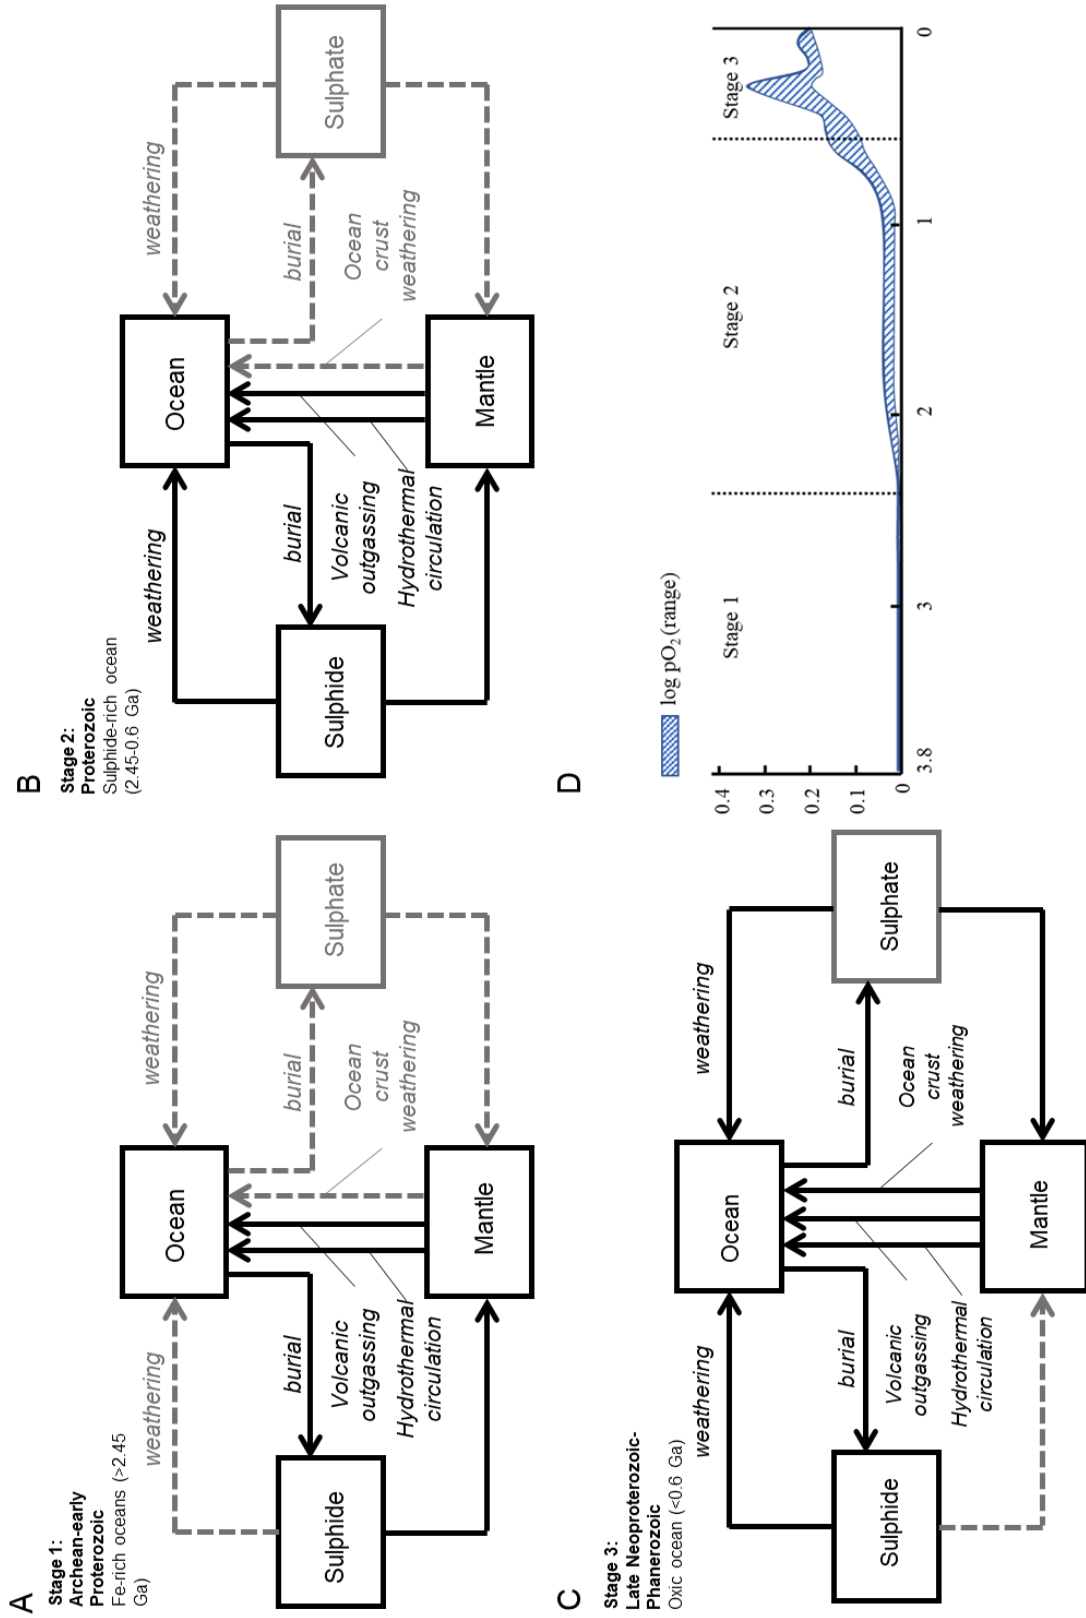 A
Stage 1:
Archean-early
Proterozoic
Fe-rich oceans (>2.45
Ga)
weathering
weathering
Ocean
Sulphide
Sulphate
burial
burial
Volcanic
outgassing
Hydrothermal
circulation
Ocean
crust
weathering
Mantle
B
Stage 2:
Proterozoic
Sulphide-rich ocean
(2.45-0.6 Ga)
weathering
weathering
Ocean
Sulphide
Sulphate
burial
burial
Volcanic
outgassing
Hydrothermal
circulation
Ocean
crust
weathering
Mantle
C
Stage 3:
Late Neoproterozoic-
Phanerozoic
Oxic ocean (<0.6 Ga)
weathering
weathering
Ocean
Sulphide
Sulphate
burial
burial
Volcanic
outgassing
Hydrothermal
circulation
Ocean
crust
weathering
Mantle
D
log pO₂ (range)
0.4
0.3
0.2
0.1
0
Stage 1
Stage 2
Stage 3
3.8
3
2
1
0